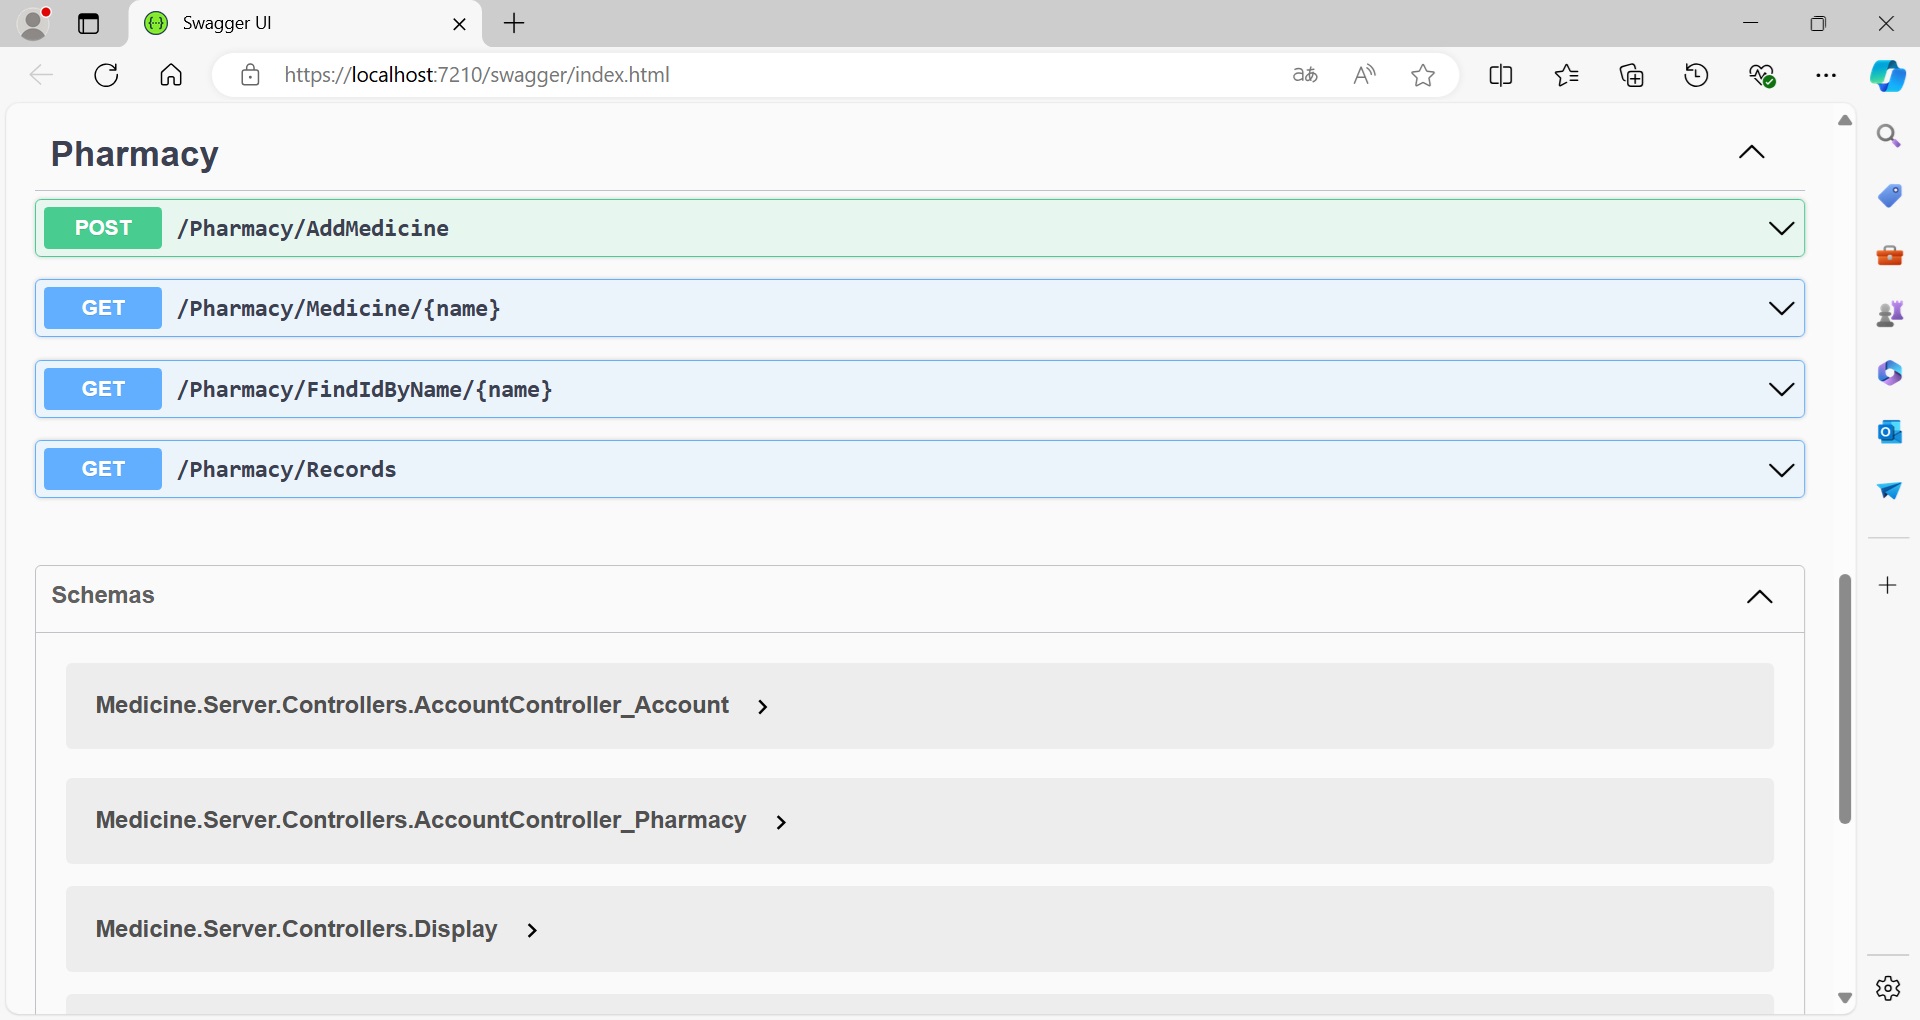 Swagger UI
https://localhost:7210/swagger/index.html
Pharmacy
POST /Pharmacy/AddMedicine
GET /Pharmacy/Medicine/{name}
GET /Pharmacy/FindIdByName/{name}
GET /Pharmacy/Records
Schemas
Medicine.Server.Controllers.AccountController_Account
Medicine.Server.Controllers.AccountController_Pharmacy
Medicine.Server.Controllers.Display